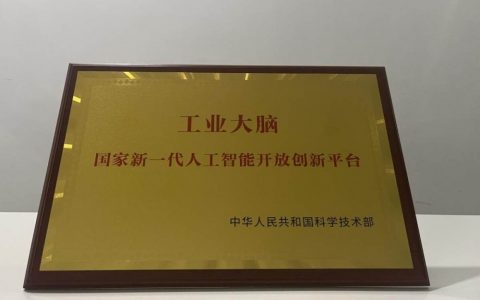 工业大脑
国家新一代人工智能开放创新平台
中华人民共和国科学技术部